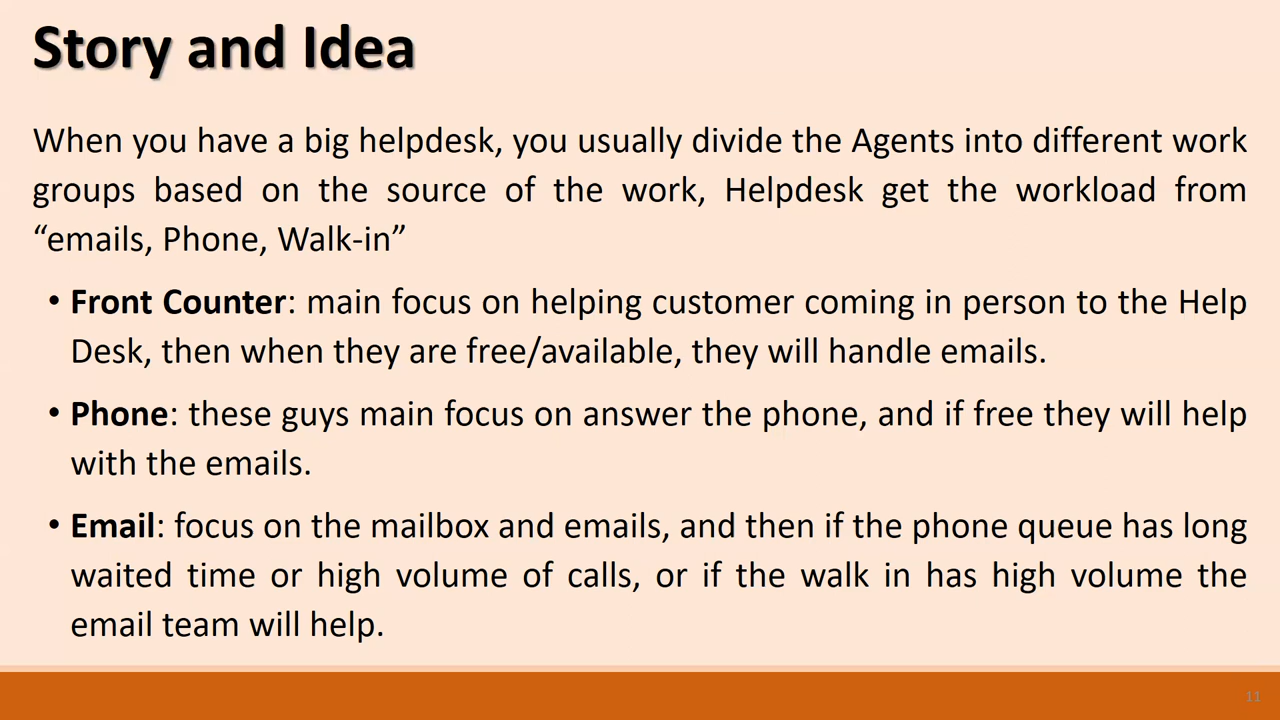 Story and Idea
When you have a big helpdesk, you usually divide the Agents into different work
groups based on the source of the work, Helpdesk get the workload from
“emails, Phone, Walk-in”
• Front Counter: main focus on helping customer coming in person to the Help
Desk, then when they are free/available, they will handle emails.
• Phone: these guys main focus on answer the phone, and if free they will help
with the emails.
• Email: focus on the mailbox and emails, and then if the phone queue has long
waited time or high volume of calls, or if the walk in has high volume the
email team will help.
11